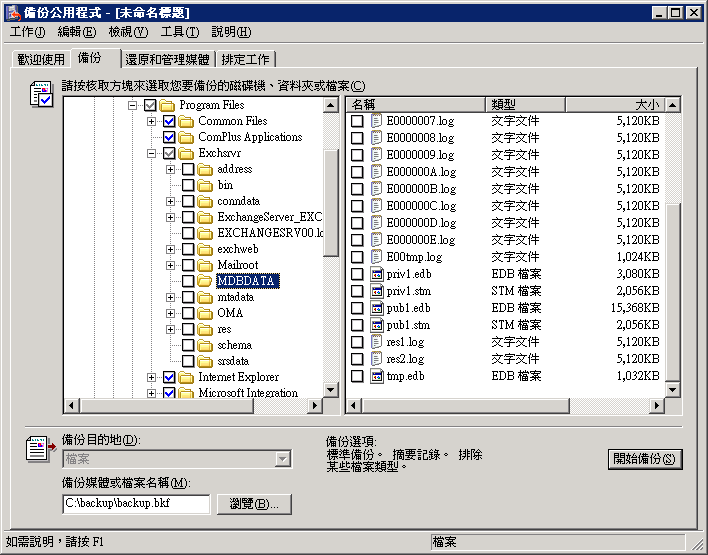 備份公用程式 - [未命名標題]
工作(J) 編輯(E) 檢視(V) 工具(T) 說明(H)
歡迎使用 備份 還原和管理媒體 排定工作
請按核取方塊來選取您要備份的磁碟機、資料夾或檔案(C)
Program Files
Common Files
ComPlus Applications
Exchsrvr
address
bin
conndata
ExchangeServer_EXC
EXCHANGESRV00.lo
exchweb
Mailroot
MDBDATA
mtadata
OMA
res
schema
srsdata
Internet Explorer
Microsoft Integration
名稱 類型 大小
E0000007.log 文字文件 5,120KB
E0000008.log 文字文件 5,120KB
E0000009.log 文字文件 5,120KB
E000000A.log 文字文件 5,120KB
E000000B.log 文字文件 5,120KB
E000000C.log 文字文件 5,120KB
E000000D.log 文字文件 5,120KB
E000000E.log 文字文件 5,120KB
E00tmp.log 文字文件 1,024KB
priv1.edb EDB 檔案 3,080KB
priv1.stm STM 檔案 2,056KB
pub1.edb EDB 檔案 15,368KB
pub1.stm STM 檔案 2,056KB
res1.log 文字文件 5,120KB
res2.log 文字文件 5,120KB
tmp.edb EDB 檔案 1,032KB
備份目的地(D):
檔案
備份媒體或檔案名稱(M):
C:\backup\backup.bkf 瀏覽(B)...
備份選項:
標準備份。 摘要記錄。 排除
某些檔案類型。
開始備份(S)
如需說明，請按 F1 檔案